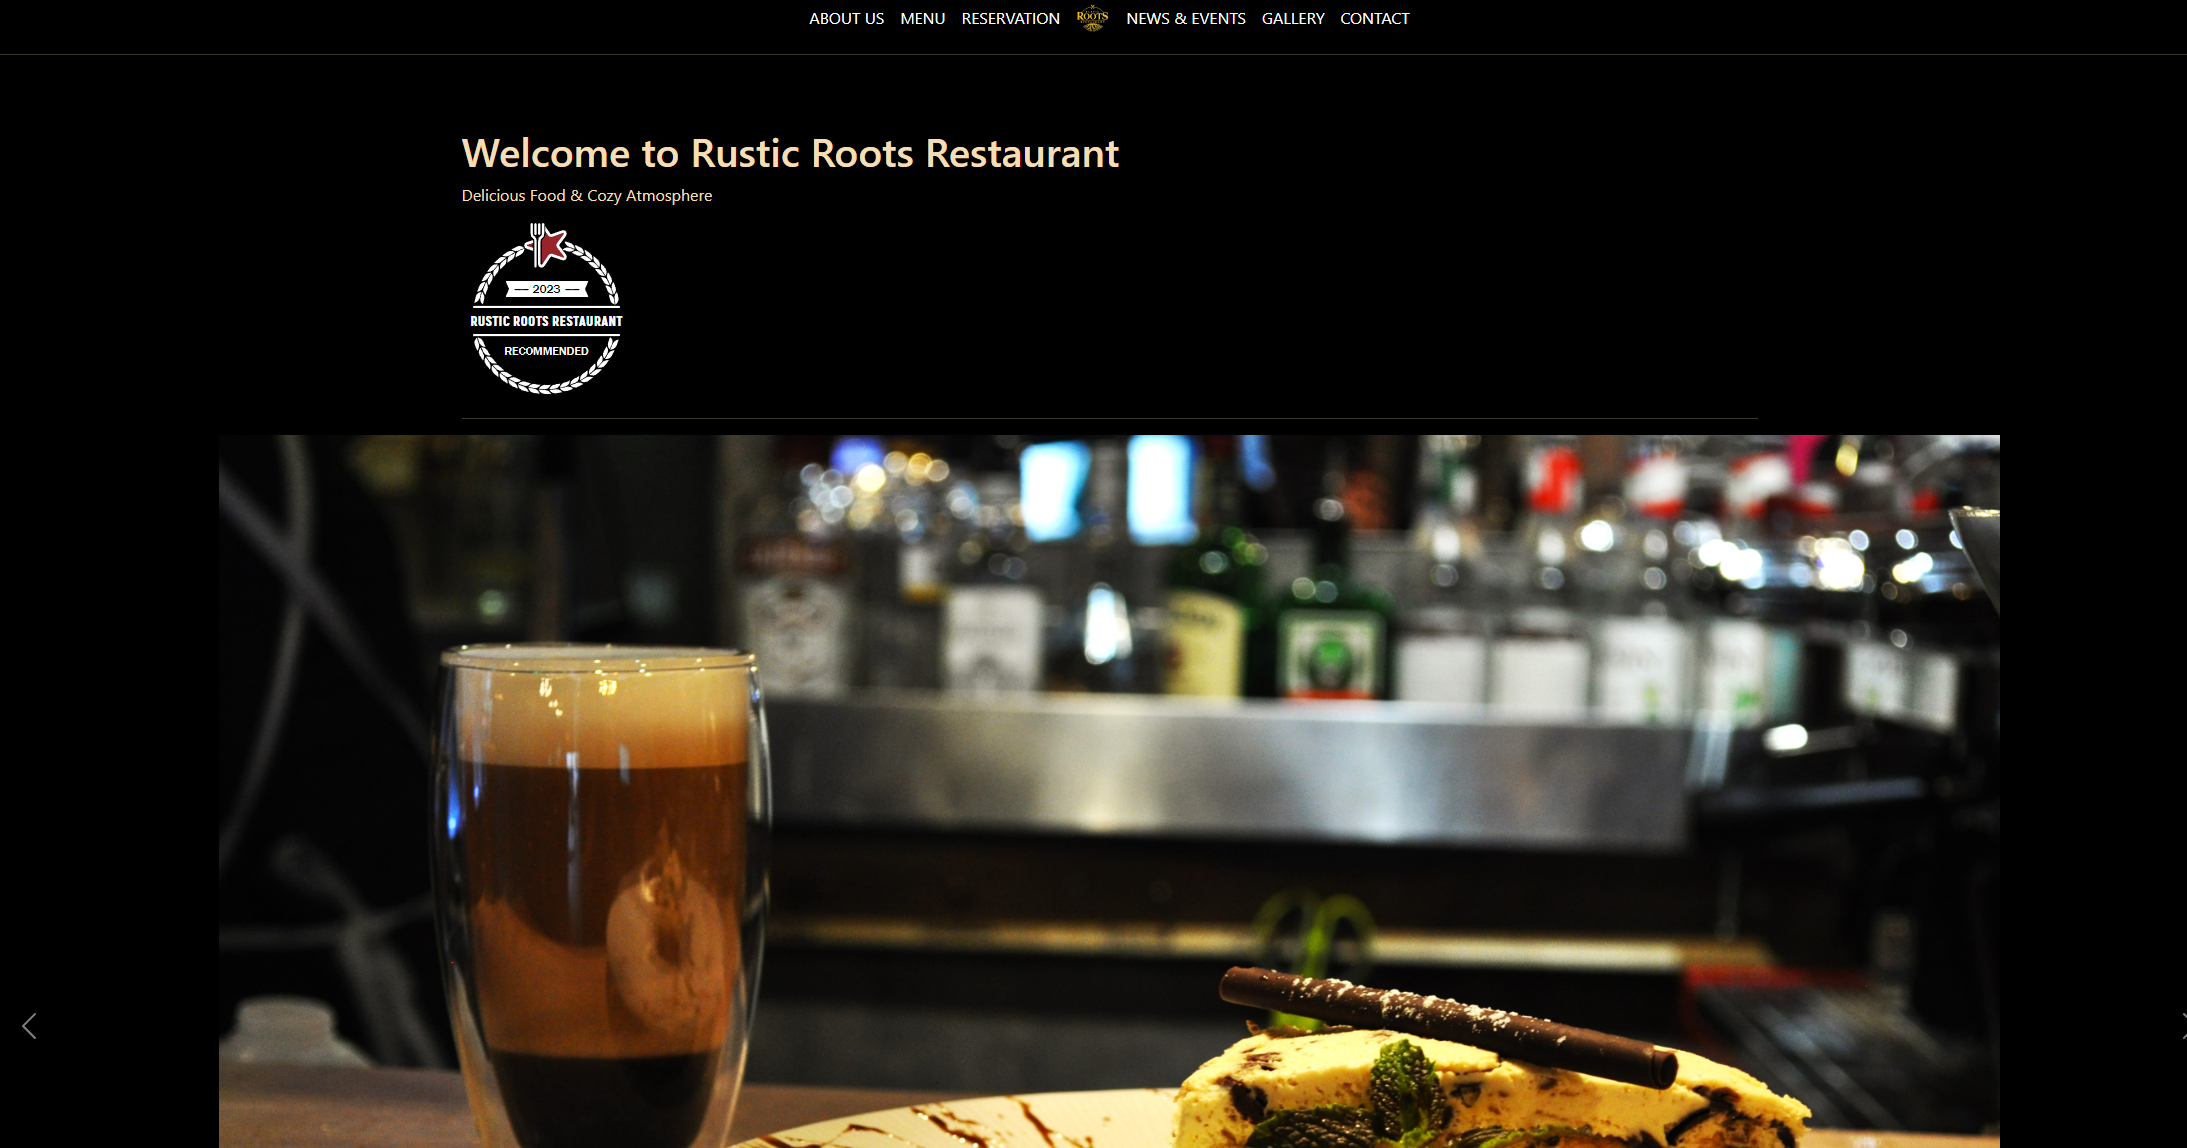 ABOUT US MENU RESERVATION ROOTS NEWS & EVENTS GALLERY CONTACT
Welcome to Rustic Roots Restaurant
Delicious Food & Cozy Atmosphere
2023
RUSTIC ROOTS RESTAURANT
RECOMMENDED